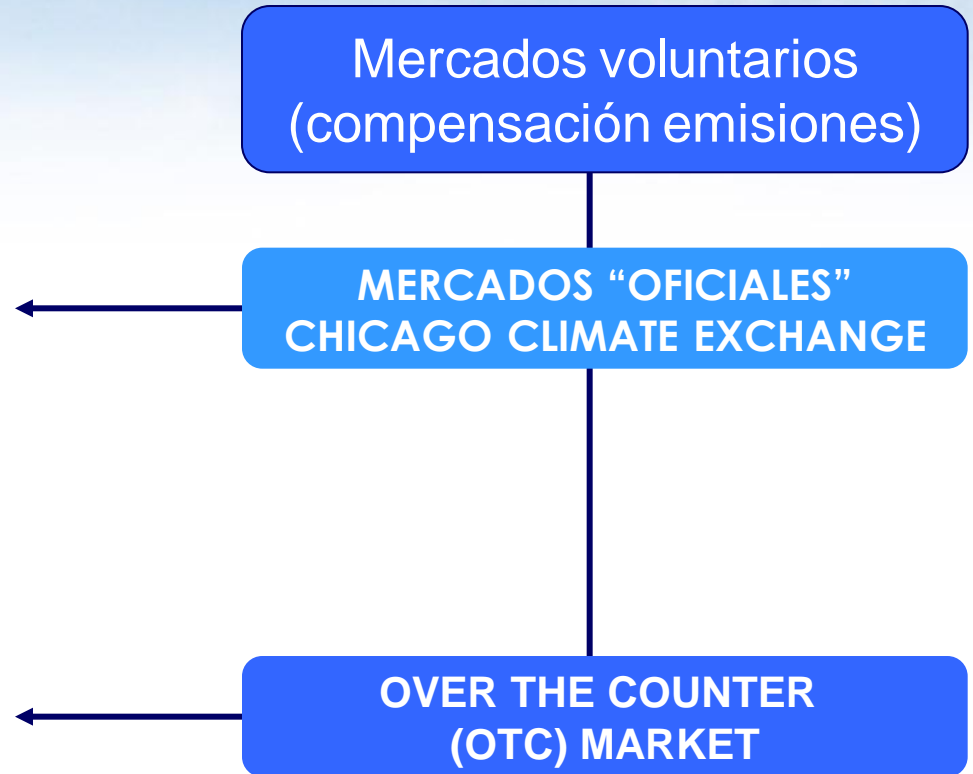 Mercados voluntarios
(compensación emisiones)
MERCADOS “OFICIALES”
CHICAGO CLIMATE EXCHANGE
OVER THE COUNTER
(OTC) MARKET